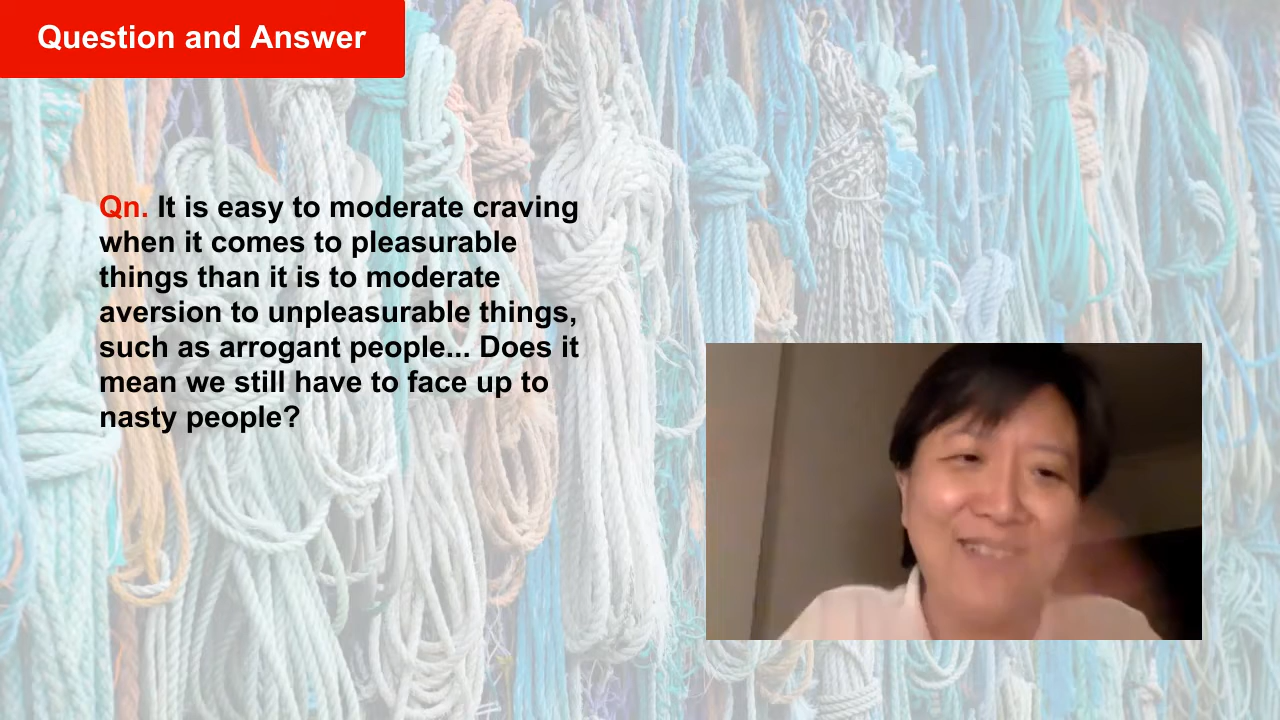 Question and Answer
Qn. It is easy to moderate craving
when it comes to pleasurable
things than it is to moderate
aversion to unpleasurable things,
such as arrogant people... Does it
mean we still have to face up to
nasty people?